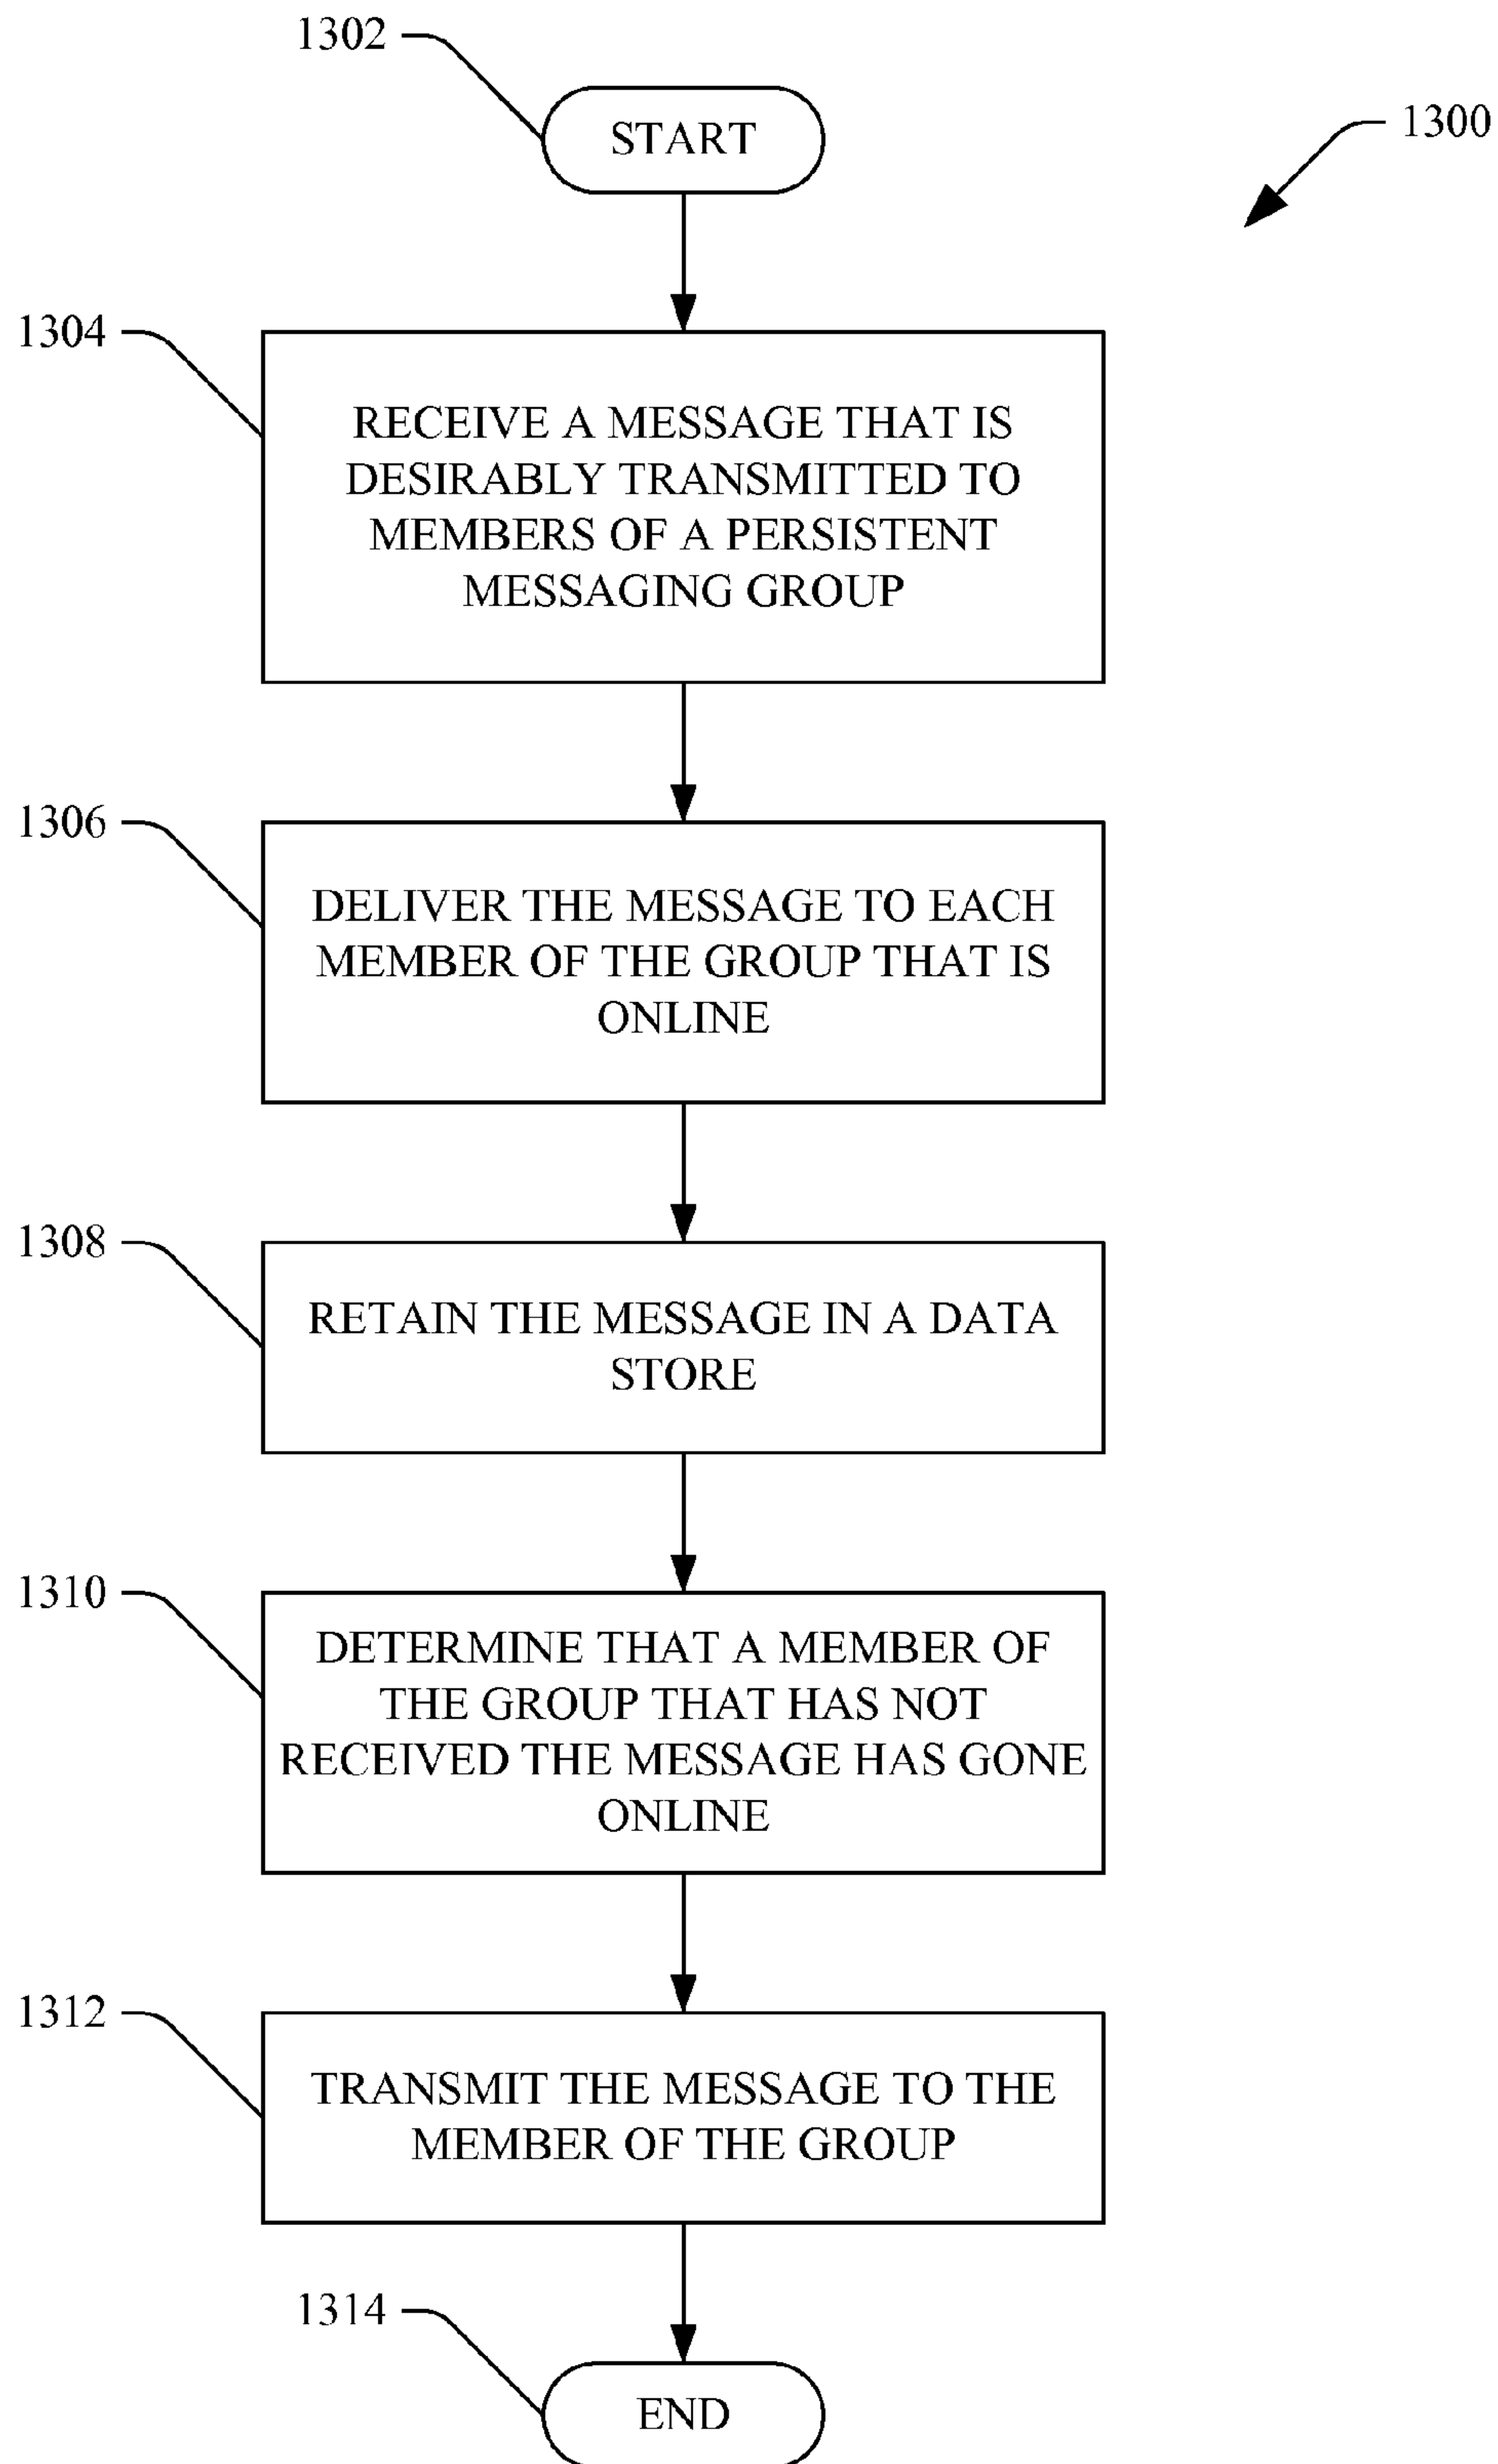 1302
START
1300
1304
RECEIVE A MESSAGE THAT IS
DESIRABLY TRANSMITTED TO
MEMBERS OF A PERSISTENT
MESSAGING GROUP
1306
DELIVER THE MESSAGE TO EACH
MEMBER OF THE GROUP THAT IS
ONLINE
1308
RETAIN THE MESSAGE IN A DATA
STORE
1310
DETERMINE THAT A MEMBER OF
THE GROUP THAT HAS NOT
RECEIVED THE MESSAGE HAS GONE
ONLINE
1312
TRANSMIT THE MESSAGE TO THE
MEMBER OF THE GROUP
1314
END